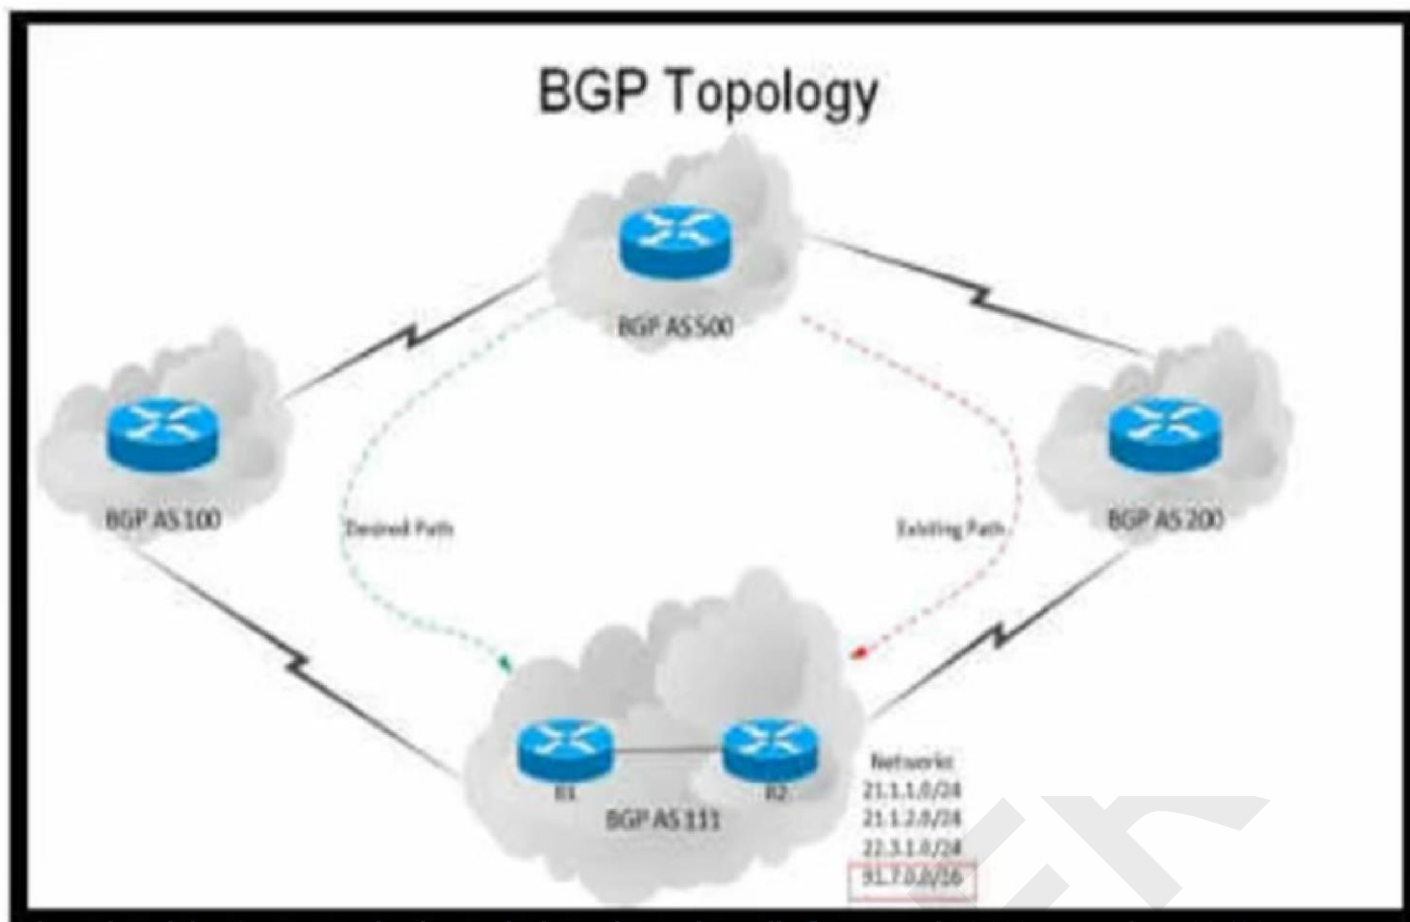 BGP Topology
BGP AS 500
BGP AS 100
BGP AS 200
Desired Path
Existing Path
R1
R2
BGP AS 111
Networks
21.1.1.0/24
21.1.2.0/24
22.3.1.0/24
91.7.0.0/16